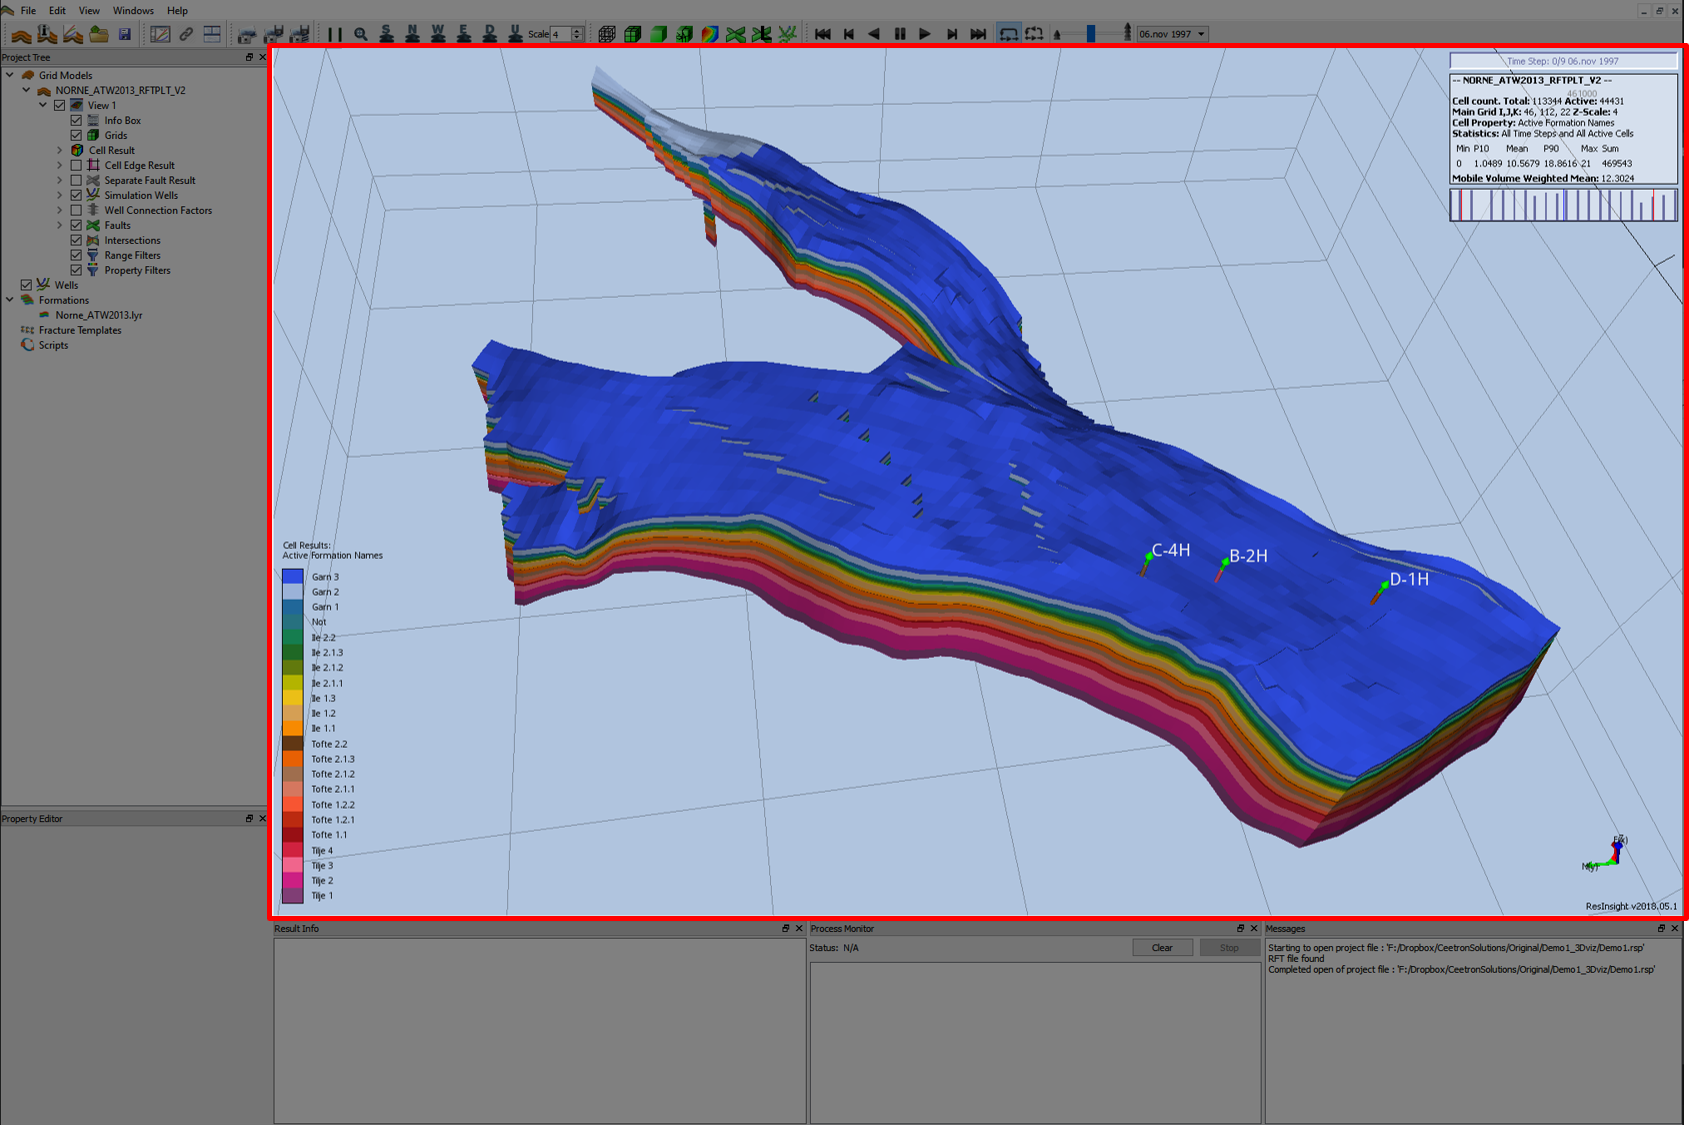 File Edit View Windows Help
S N W E D U Scale 4 06.nov 1997
Project Tree
Grid Models
NORNE_ATW2013_RFTPLT_V2
View 1
Info Box
Grids
Cell Result
Cell Edge Result
Separate Fault Result
Simulation Wells
Well Connection Factors
Faults
Intersections
Range Filters
Property Filters
Wells
Formations
Norne_ATW2013.lyr
Fracture Templates
Scripts
Property Editor
Time Step: 0/9 06.nov 1997
-- NORNE_ATW2013_RFTPLT_V2 --
461000
Cell count. Total: 113344 Active: 44431
Main Grid I,J,K: 46, 112, 22 Z-Scale: 4
Cell Property: Active Formation Names
Statistics: All Time Steps and All Active Cells
Min P10 Mean P90 Max Sum
0 1.0489 10.5679 18.8616 21 469543
Mobile Volume Weighted Mean: 12.3024
C-4H
B-2H
D-1H
Cell Results:
Active Formation Names
Garn 3
Garn 2
Garn 1
Not
Ile 2.2
Ile 2.1.3
Ile 2.1.2
Ile 2.1.1
Ile 1.3
Ile 1.2
Ile 1.1
Tofte 2.2
Tofte 2.1.3
Tofte 2.1.2
Tofte 2.1.1
Tofte 1.2.2
Tofte 1.2.1
Tofte 1.1
Tilje 4
Tilje 3
Tilje 2
Tilje 1
N(y)
ResInsight v2018.05.1
Result Info
Process Monitor
Status: N/A
Clear
Stop
Messages
Starting to open project file : 'F:/Dropbox/CeetronSolutions/Original/Demo1_3Dviz/Demo1.rsp'
RFT file found
Completed open of project file : 'F:/Dropbox/CeetronSolutions/Original/Demo1_3Dviz/Demo1.rsp'